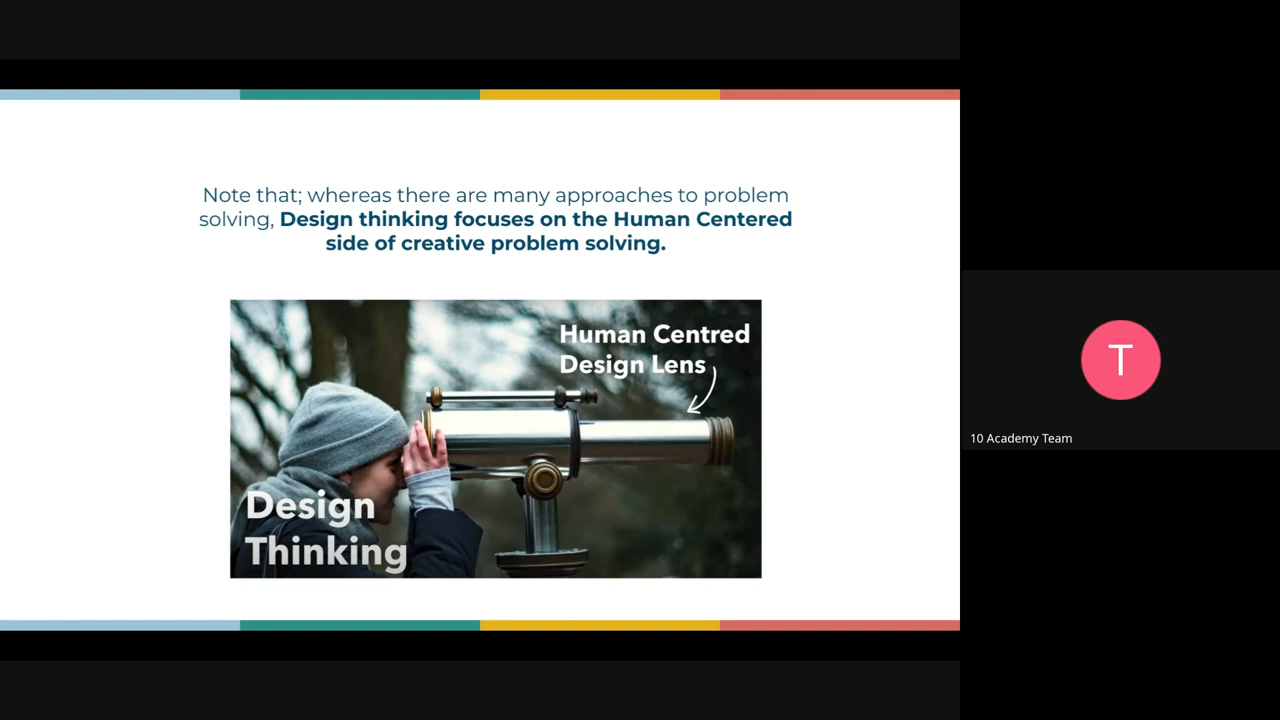 Note that; whereas there are many approaches to problem
solving, Design thinking focuses on the Human Centered
side of creative problem solving.
Human Centred
Design Lens
Design
Thinking
T
10 Academy Team